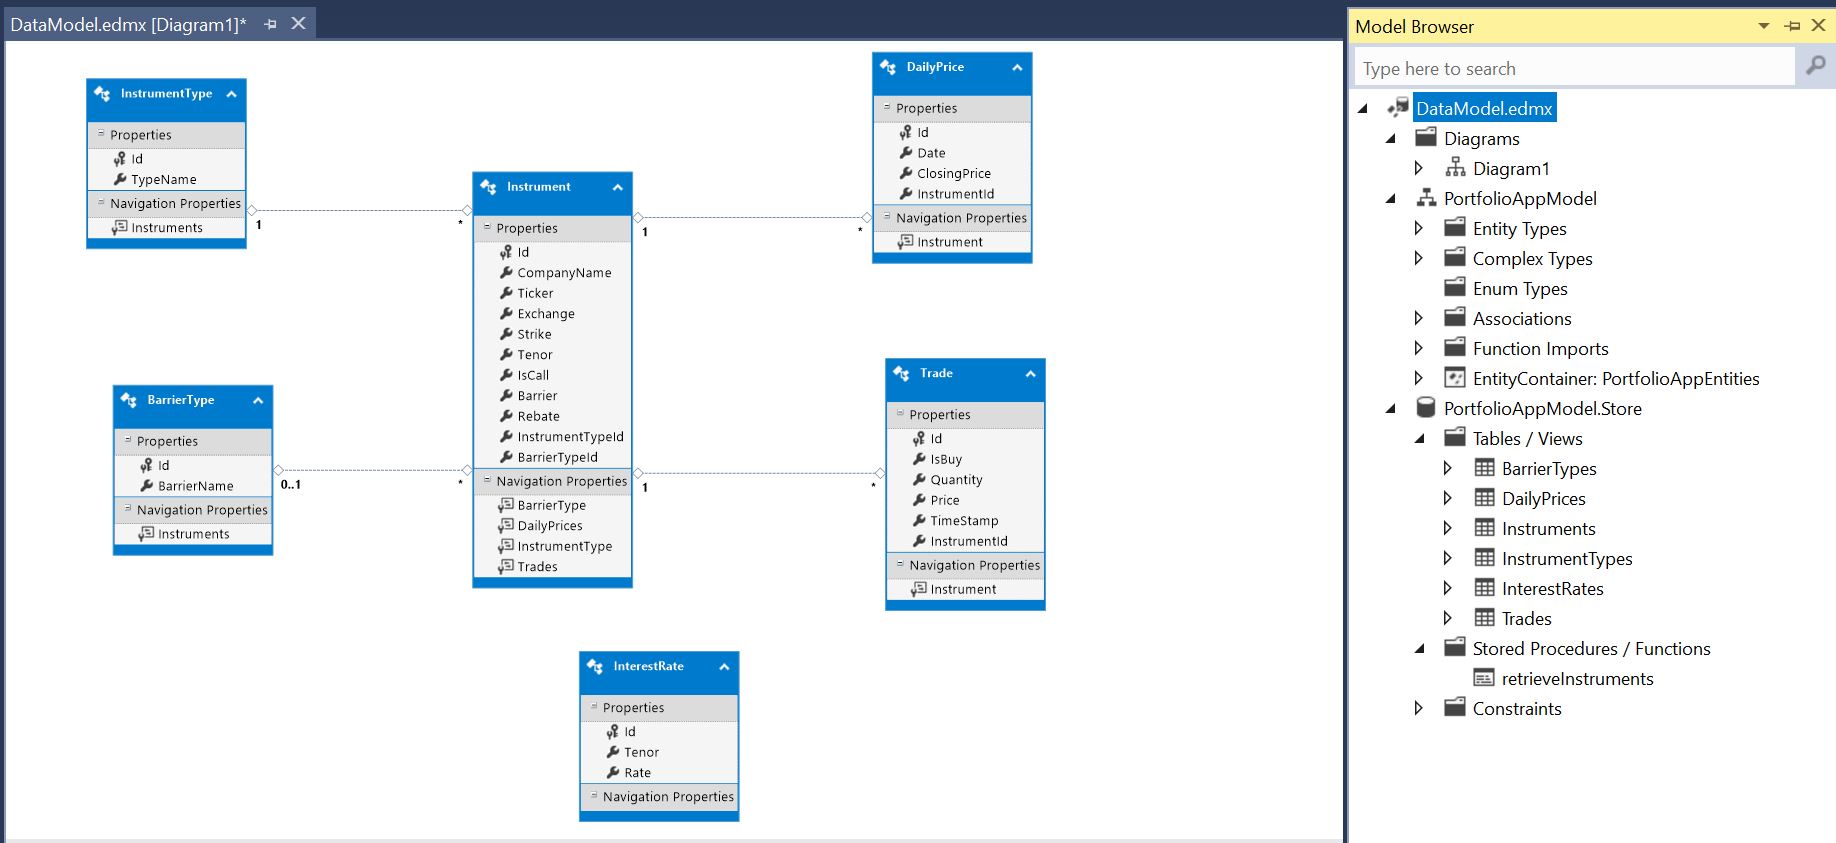 DataModel.edmx [Diagram1]*
InstrumentType
Properties
Id
TypeName
Navigation Properties
Instruments
1
*
BarrierType
Properties
Id
BarrierName
Navigation Properties
Instruments
0..1
*
Instrument
Properties
Id
CompanyName
Ticker
Exchange
Strike
Tenor
IsCall
Barrier
Rebate
InstrumentTypeId
BarrierTypeId
Navigation Properties
BarrierType
DailyPrices
InstrumentType
Trades
1
*
1
*
DailyPrice
Properties
Id
Date
ClosingPrice
InstrumentId
Navigation Properties
Instrument
Trade
Properties
Id
IsBuy
Quantity
Price
TimeStamp
InstrumentId
Navigation Properties
Instrument
InterestRate
Properties
Id
Tenor
Rate
Navigation Properties
Model Browser
Type here to search
DataModel.edmx
Diagrams
Diagram1
PortfolioAppModel
Entity Types
Complex Types
Enum Types
Associations
Function Imports
EntityContainer: PortfolioAppEntities
PortfolioAppModel.Store
Tables / Views
BarrierTypes
DailyPrices
Instruments
InstrumentTypes
InterestRates
Trades
Stored Procedures / Functions
retrieveInstruments
Constraints